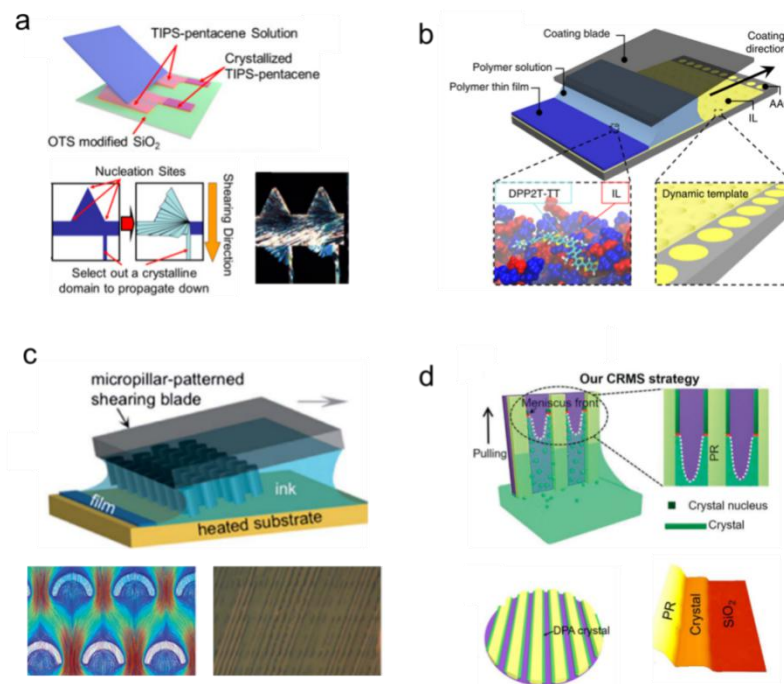 a
TIPS-pentacene Solution
Crystallized
TIPS-pentacene
OTS modified SiO₂
Nucleation Sites
Shearing Direction
Select out a crystalline
domain to propagate down
b
Coating blade
Coating
direction
Polymer solution
Polymer thin film
IL
DPP2T-TT
IL
Dynamic template
c
micropillar-patterned
shearing blade
film
ink
heated substrate
d
Our CRMS strategy
Meniscus front
Pulling
PR
Crystal nucleus
Crystal
DPA crystal
PR
Crystal
SiO₂